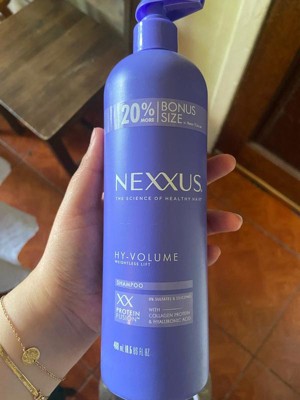 20%
MORE
BONUS
SIZE
NEXXUS
THE SCIENCE OF HEALTHY HAIR
HY-VOLUME
WEIGHTLESS LIFT
SHAMPOO
XX
PROTEIN
FUSION
WITH
COLLAGEN PROTEIN
& HYALURONIC ACID